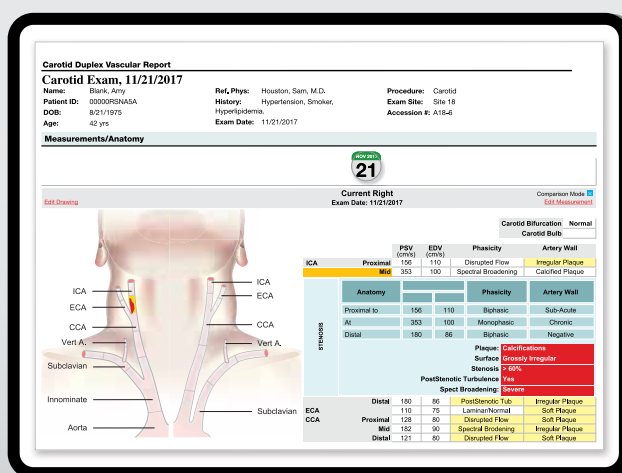 Carotid Duplex Vascular Report
Carotid Exam, 11/21/2017
Name: Blank, Amy Ref. Phys: Houston, Sam, M.D. Procedure: Carotid
Patient ID: 00000RSNA5A History: Hypertension, Smoker, Exam Site: Site 18
DOB: 8/21/1975 Hyperlipidemia. Accession #: A18-6
Age: 42 yrs Exam Date: 11/21/2017
Measurements/Anatomy
NOV 2017
21
Current Right
Exam Date: 11/21/2017
Comparison Mode
Edit Drawing
Edit Measurement
Carotid Bifurcation Normal
Carotid Bulb
PSV (cm/s) EDV (cm/s) Phasicity Artery Wall
ICA Proximal 156 110 Disrupted Flow Irregular Plaque
Mid 353 100 Spectral Broadening Calcified Plaque
STENOSIS
Anatomy Phasicity Artery Wall
Proximal to 156 110 Biphasic Sub-Acute
At 353 100 Monophasic Chronic
Distal 180 86 Biphasic Negative
Plaque: Calcifications
Surface Grossly Irregular
Stenosis > 60%
PostStenotic Turbulence Yes
Spect Broadening: Severe
Distal 180 86 PostStenotic Tub Irregular Plaque
ECA 110 75 Laminar/Normal Soft Plaque
CCA Proximal 128 80 Disrupted Flow Soft Plaque
Mid 182 90 Spectral Brodening Irregular Plaque
Distal 121 80 Disrupted Flow Soft Plaque
ICA
ECA
CCA
Vert A.
Subclavian
Innominate
Aorta
ICA
ECA
CCA
Vert A.
Subclavian